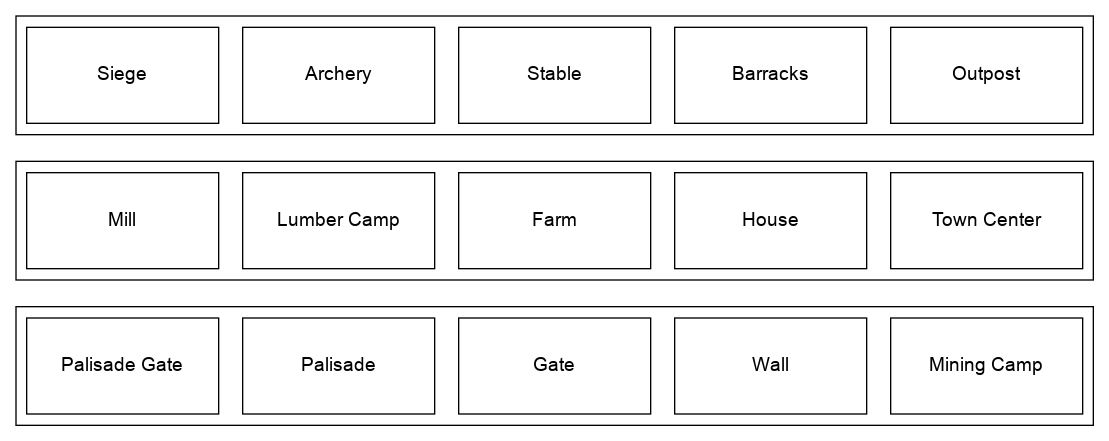 Siege
Archery
Stable
Barracks
Outpost
Mill
Lumber Camp
Farm
House
Town Center
Palisade Gate
Palisade
Gate
Wall
Mining Camp